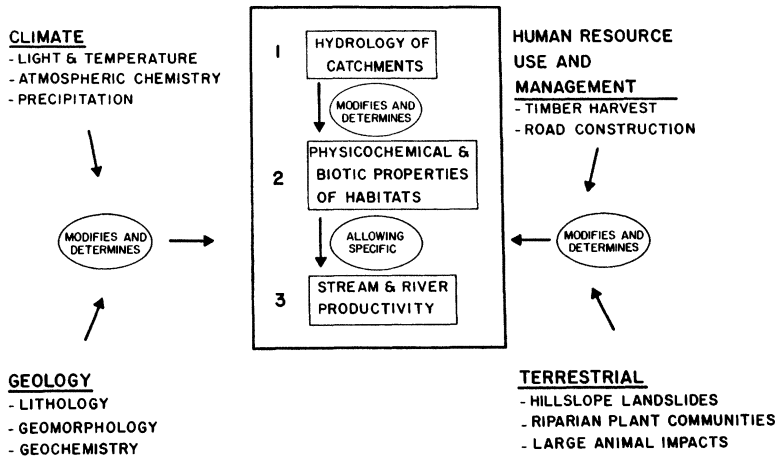 CLIMATE
- LIGHT & TEMPERATURE
- ATMOSPHERIC CHEMISTRY
- PRECIPITATION
MODIFIES AND
DETERMINES
GEOLOGY
- LITHOLOGY
- GEOMORPHOLOGY
- GEOCHEMISTRY
1
HYDROLOGY OF
CATCHMENTS
MODIFIES AND
DETERMINES
2
PHYSICOCHEMICAL &
BIOTIC PROPERTIES
OF HABITATS
ALLOWING
SPECIFIC
3
STREAM & RIVER
PRODUCTIVITY
HUMAN RESOURCE
USE AND
MANAGEMENT
- TIMBER HARVEST
- ROAD CONSTRUCTION
MODIFIES AND
DETERMINES
TERRESTRIAL
- HILLSLOPE LANDSLIDES
- RIPARIAN PLANT COMMUNITIES
- LARGE ANIMAL IMPACTS